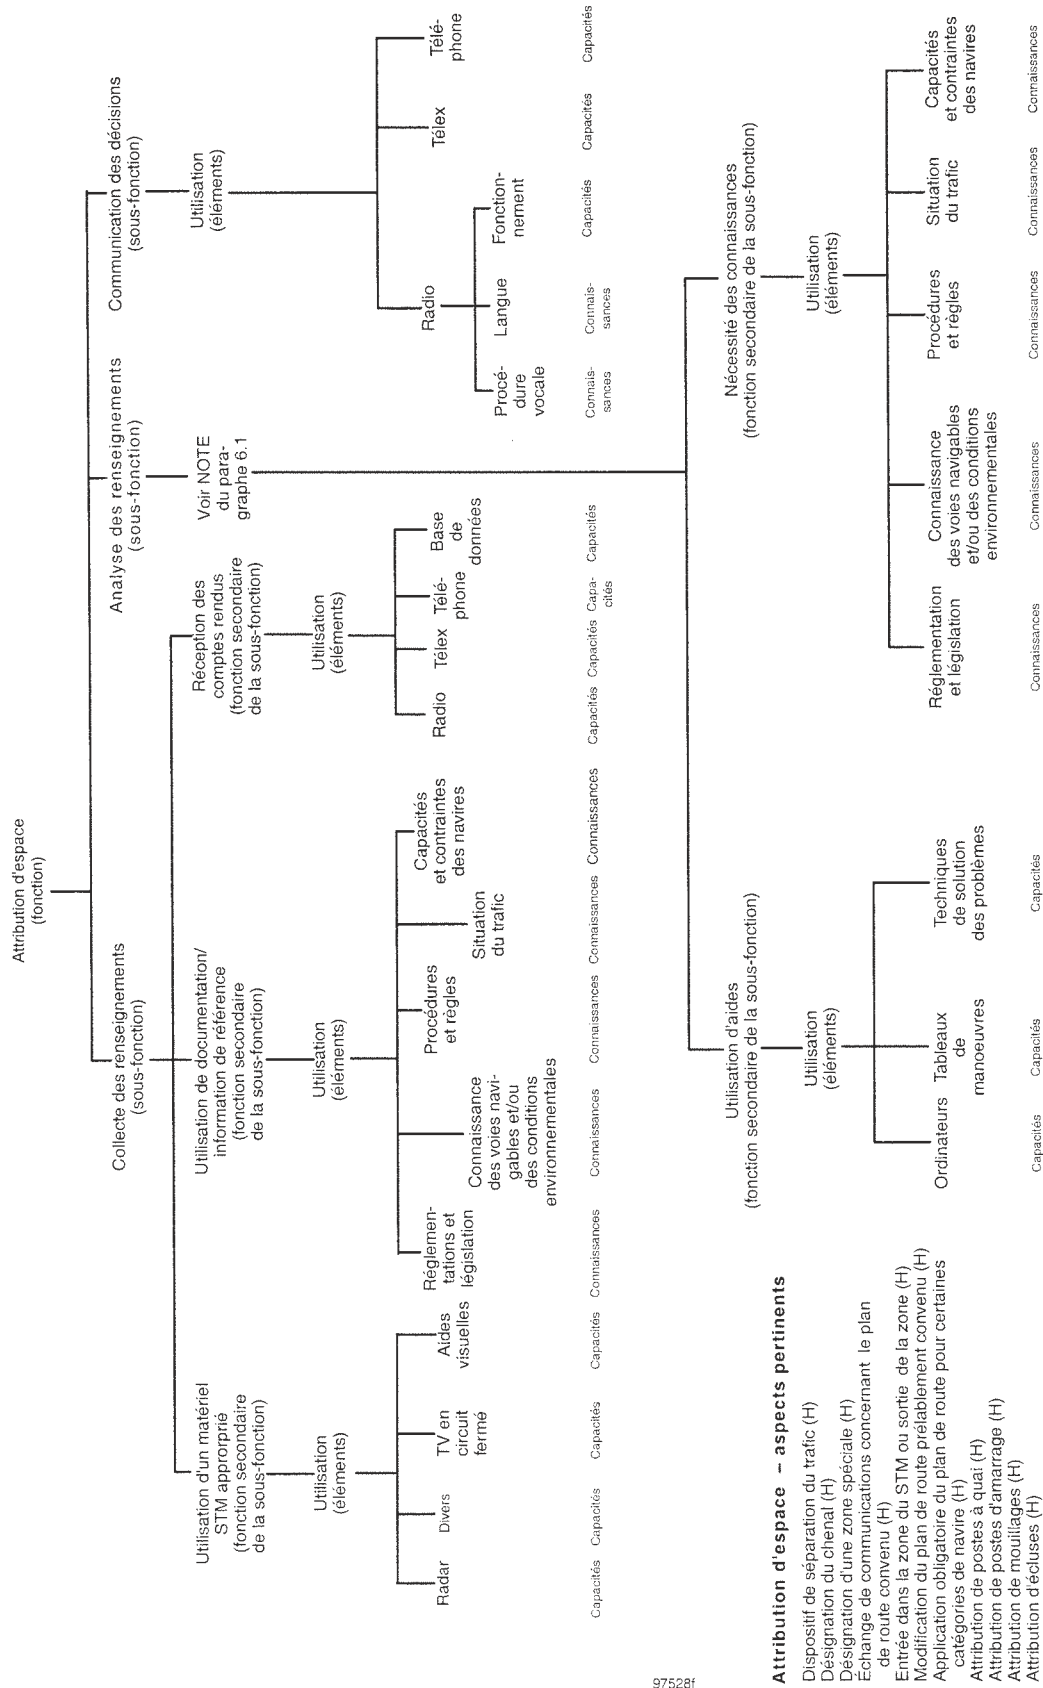 Attribution d'espace
(fonction)
Collecte des renseignements
(sous-fonction)
Analyse des renseignements
(sous-fonction)
Communication des décisions
(sous-fonction)
Utilisation d'un matériel
STM approrprié
(fonction secondaire
de la sous-fonction)
Utilisation de documentation/
information de référence
(fonction secondaire
de la sous-fonction)
Réception des
comptes rendus
(fonction secondaire
de la sous-fonction)
Voir NOTE
du para-
graphe 6.1
Utilisation
(éléments)
Utilisation
(éléments)
Utilisation
(éléments)
Utilisation
(éléments)
Radar
Divers
TV en
circuit
fermé
Aides
visuelles
Réglemen-
tations et
législation
Connaissance
des voies navi-
gables et/ou
des conditions
environnementales
Procédures
et règles
Situation
du trafic
Capacités
et contraintes
des navires
Radio
Télex
Télé-
phone
Base
de
données
Radio
Télex
Télé-
phone
Procé-
dure
vocale
Langue
Fonction-
nement
Capacités
Capacités
Capacités
Capacités
Connaissances
Connaissances
Connaissances
Connaissances
Connaissances
Capacités
Capacités
Capa-
cités
Capacités
Connais-
sances
Connais-
sances
Capacités
Capacités
Capacités
Utilisation d'aides
(fonction secondaire de la sous-fonction)
Nécessité des connaissances
(fonction secondaire de la sous-fonction)
Utilisation
(éléments)
Utilisation
(éléments)
Ordinateurs
Tableaux
de
manoeuvres
Techniques
de solution
des problèmes
Réglementation
et législation
Connaissance
des voies navigables
et/ou des conditions
environnementales
Procédures
et règles
Situation
du trafic
Capacités
et contraintes
des navires
Capacités
Capacités
Capacités
Connaissances
Connaissances
Connaissances
Connaissances
Connaissances
Attribution d'espace – aspects pertinents
Dispositif de séparation du trafic (H)
Désignation du chenal (H)
Désignation d'une zone spéciale (H)
Échange de communications concernant le plan
de route convenu (H)
Entrée dans la zone du STM ou sortie de la zone (H)
Modification du plan de route prélablement convenu (H)
Application obligatoire du plan de route pour certaines
catégories de navire (H)
Attribution de postes à quai (H)
Attribution de postes d'amarrage (H)
Attribution de mouillages (H)
Attribution d'écluses (H)
97528f